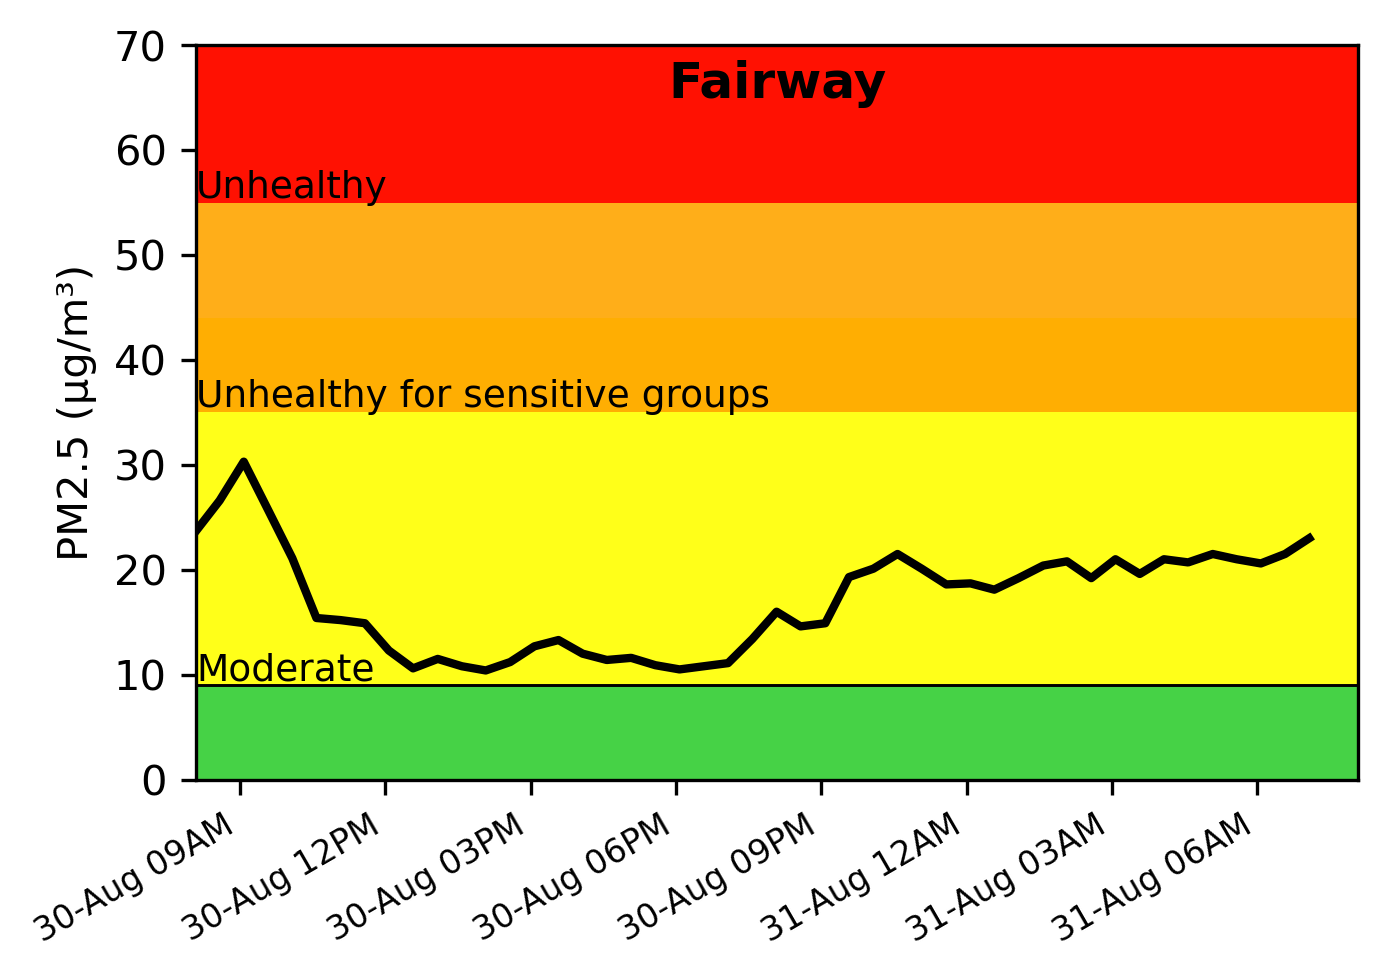 Fairway
70
60
50
40
30
20
10
0
PM2.5 (µg/m³)
Unhealthy
Unhealthy for sensitive groups
Moderate
30-Aug 09AM
30-Aug 12PM
30-Aug 03PM
30-Aug 06PM
30-Aug 09PM
31-Aug 12AM
31-Aug 03AM
31-Aug 06AM